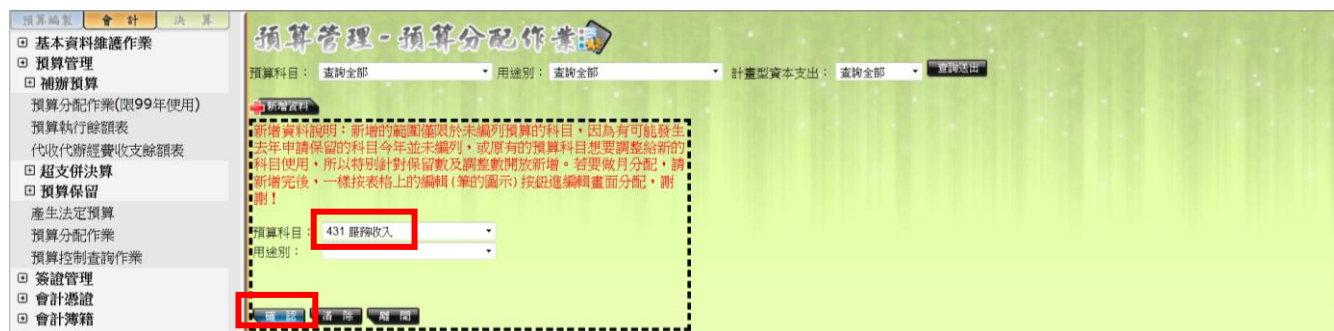 預算編製 會計 決算
基本資料維護作業
預算管理
補辦預算
預算分配作業(限99年使用)
預算執行餘額表
代收代辦經費收支餘額表
超支併決算
預算保留
產生法定預算
預算分配作業
預算控制查詢作業
簽證管理
會計憑證
會計簿籍
預算管理-預算分配作業
預算科目： 查詢全部 用途別： 查詢全部 計畫型資本支出： 查詢全部 查詢送出
新增資料
新增資料說明：新增的範圍僅限於未編列預算的科目，因為有可能發生
去年申請保留的科目今年並未編列，或原有的預算科目想要調整給新的
科目使用，所以特別針對保留數及調整數開放新增。若要做月分配，請
新增完後，一樣按表格上的編輯(筆的圖示)按鈕進編輯畫面分配，謝
謝！
預算科目： 431 服務收入
用途別：
確認 清除 離開